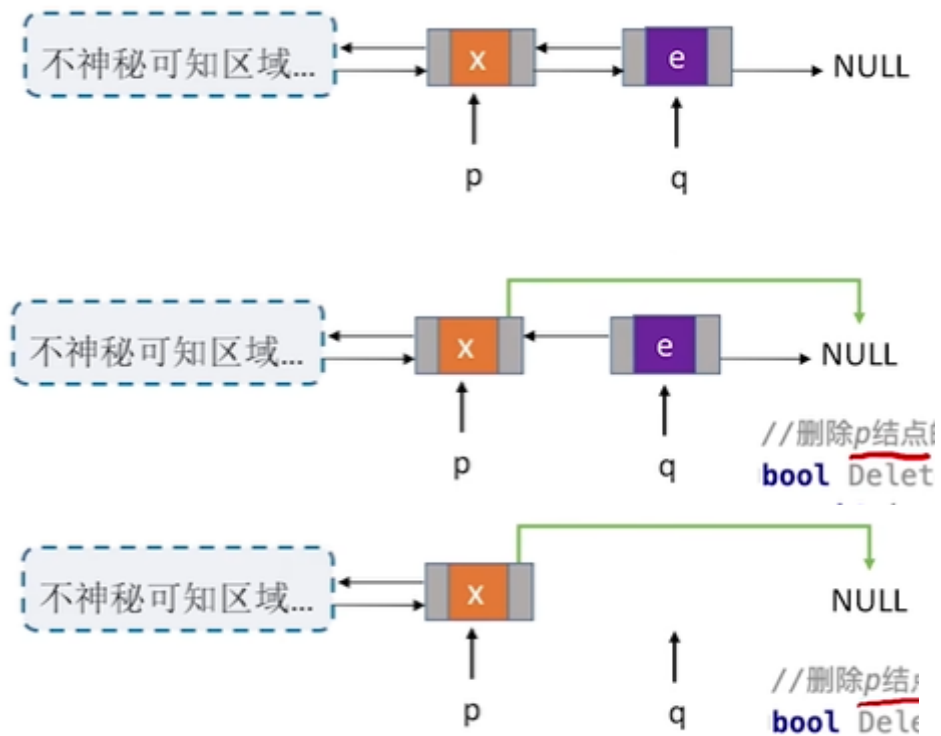 不神秘可知区域... x e NULL
p q
不神秘可知区域... x e NULL
p q
//删除p结点的
bool Delet
不神秘可知区域... x NULL
p q
//删除p结
bool Dele